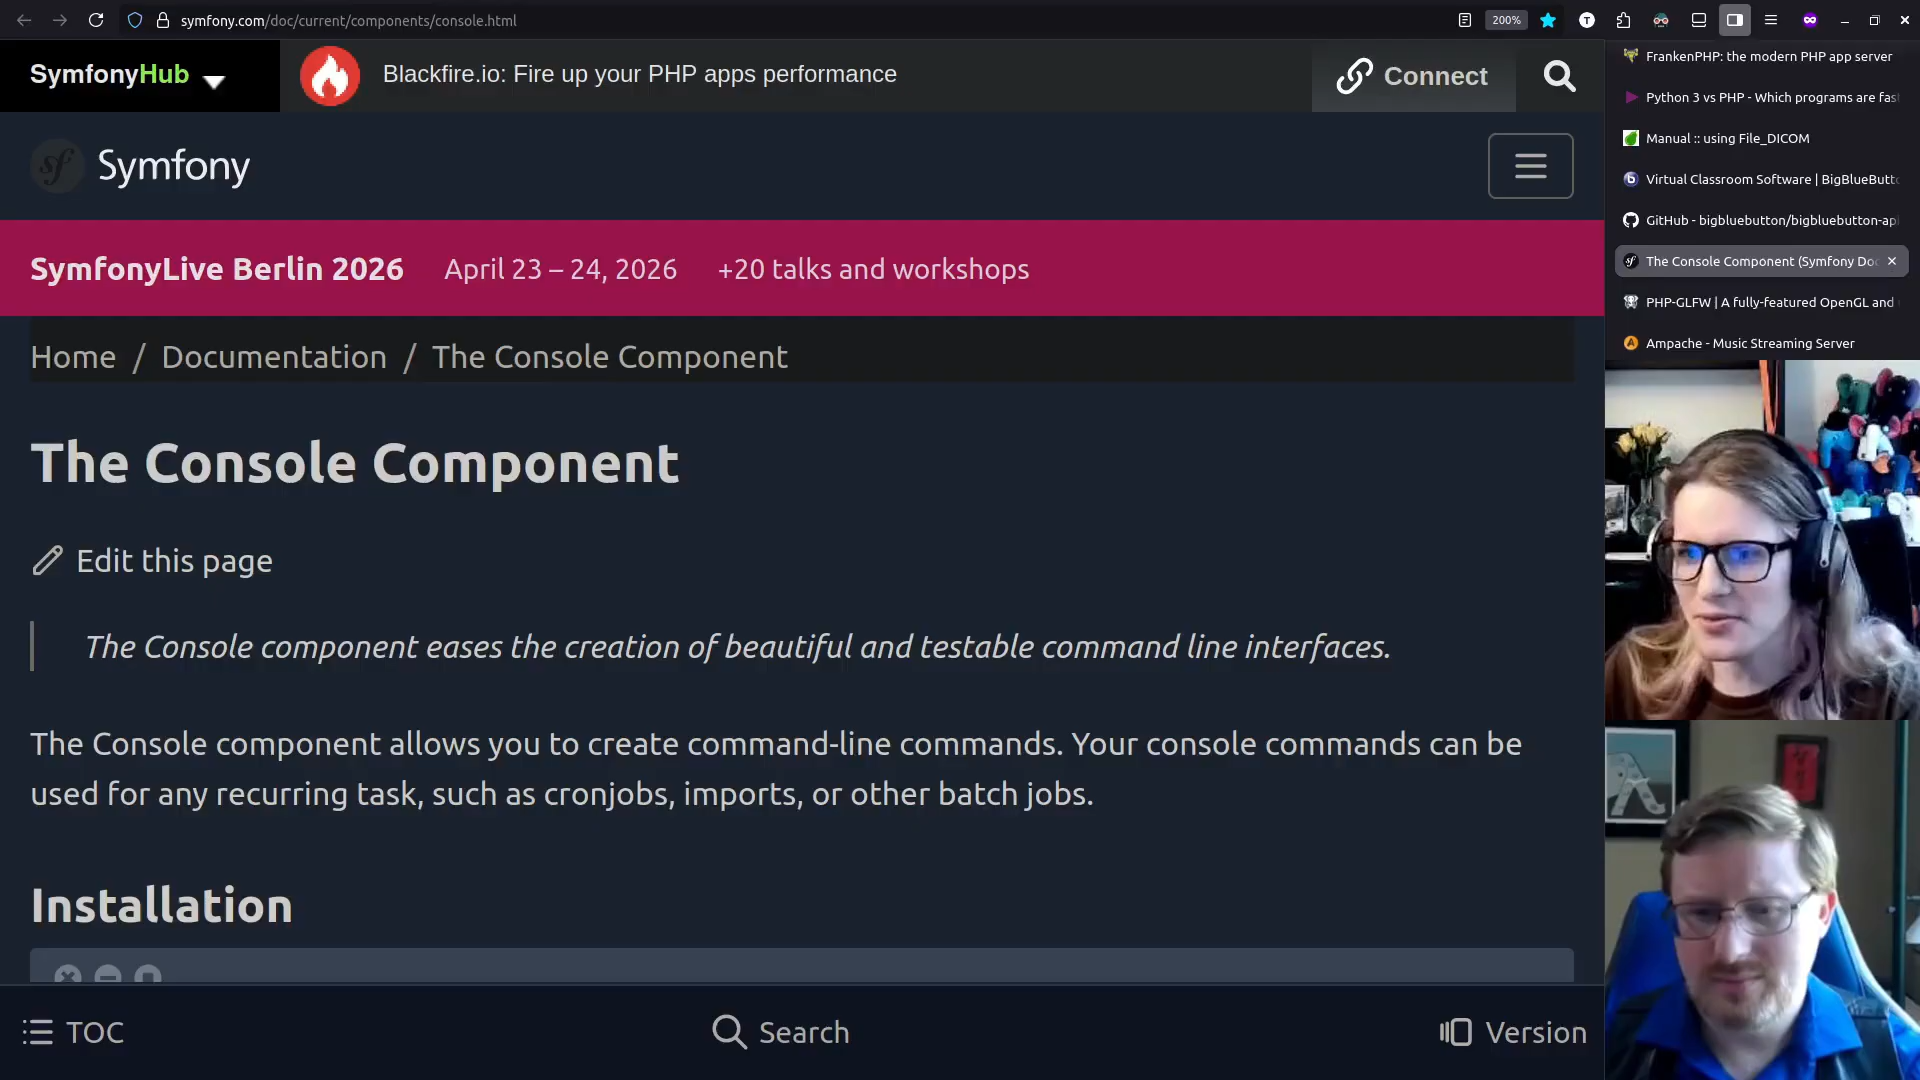 symfony.com/doc/current/components/console.html
200%
SymfonyHub
Blackfire.io: Fire up your PHP apps performance
Connect
Symfony
SymfonyLive Berlin 2026 April 23 – 24, 2026 +20 talks and workshops
Home / Documentation / The Console Component
The Console Component
Edit this page
The Console component eases the creation of beautiful and testable command line interfaces.
The Console component allows you to create command-line commands. Your console commands can be
used for any recurring task, such as cronjobs, imports, or other batch jobs.
Installation
TOC
Search
Version
FrankenPHP: the modern PHP app server
Python 3 vs PHP - Which programs are fas
Manual :: using File_DICOM
Virtual Classroom Software | BigBlueButto
GitHub - bigbluebutton/bigbluebutton-ap
The Console Component (Symfony Do
PHP-GLFW | A fully-featured OpenGL and
Ampache - Music Streaming Server